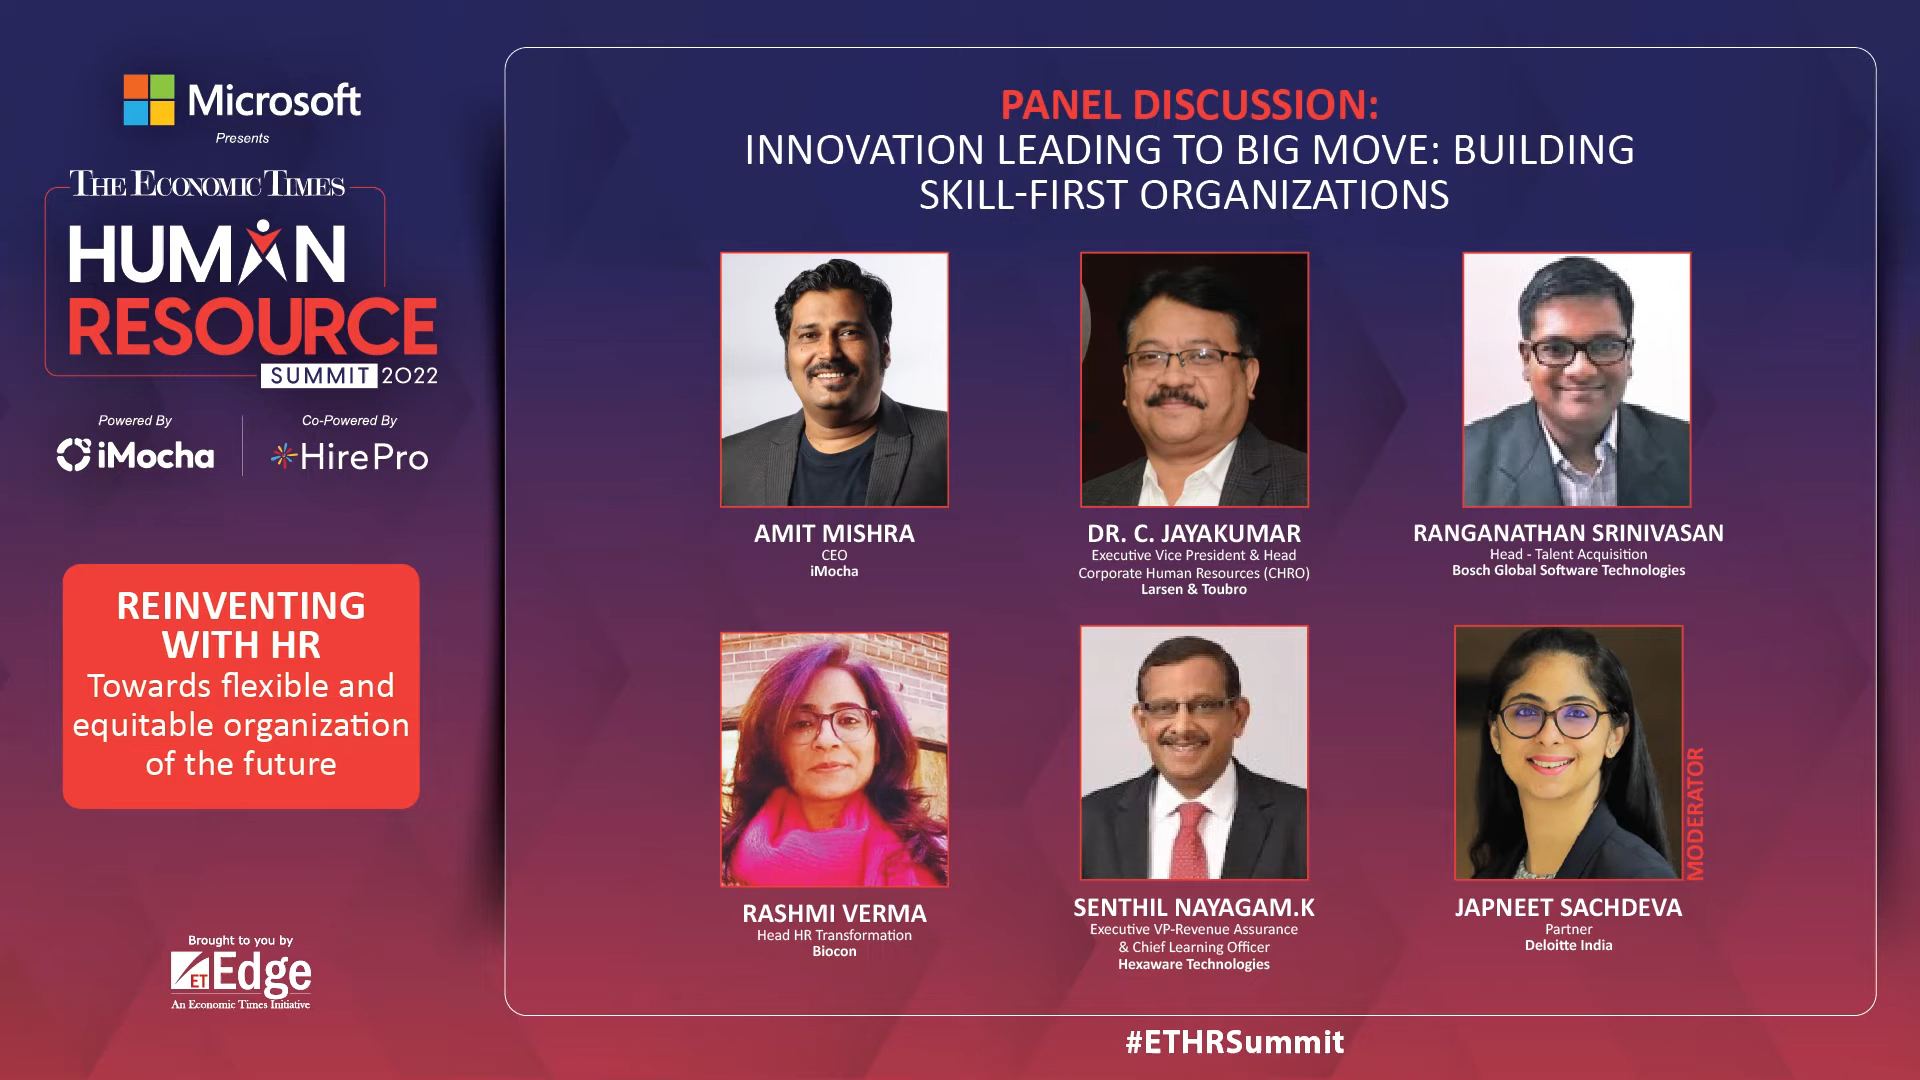 Microsoft
Presents
THE ECONOMIC TIMES
HUMAN
RESOURCE
SUMMIT 2022
Powered By
iMocha
Co-Powered By
HirePro
REINVENTING
WITH HR
Towards flexible and
equitable organization
of the future
Brought to you by
ET Edge
An Economic Times Initiative
PANEL DISCUSSION:
INNOVATION LEADING TO BIG MOVE: BUILDING
SKILL-FIRST ORGANIZATIONS
AMIT MISHRA
CEO
iMocha
DR. C. JAYAKUMAR
Executive Vice President & Head
Corporate Human Resources (CHRO)
Larsen & Toubro
RANGANATHAN SRINIVASAN
Head - Talent Acquisition
Bosch Global Software Technologies
RASHMI VERMA
Head HR Transformation
Biocon
SENTHIL NAYAGAM.K
Executive VP-Revenue Assurance
& Chief Learning Officer
Hexaware Technologies
MODERATOR
JAPNEET SACHDEVA
Partner
Deloitte India
#ETHRSummit